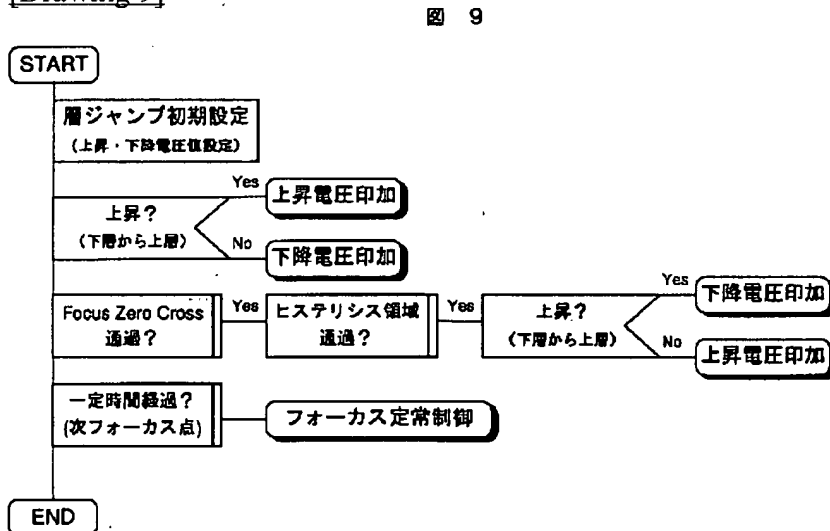 [Drawing 9]
図 9
START
層ジャンプ初期設定
(上昇・下降電圧値設定)
上昇?
(下層から上層)
Yes
上昇電圧印加
No
下降電圧印加
Focus Zero Cross
通過?
Yes
ヒステリシス領域
通過?
Yes
上昇?
(下層から上層)
Yes
下降電圧印加
No
上昇電圧印加
一定時間経過?
(次フォーカス点)
フォーカス定常制御
END